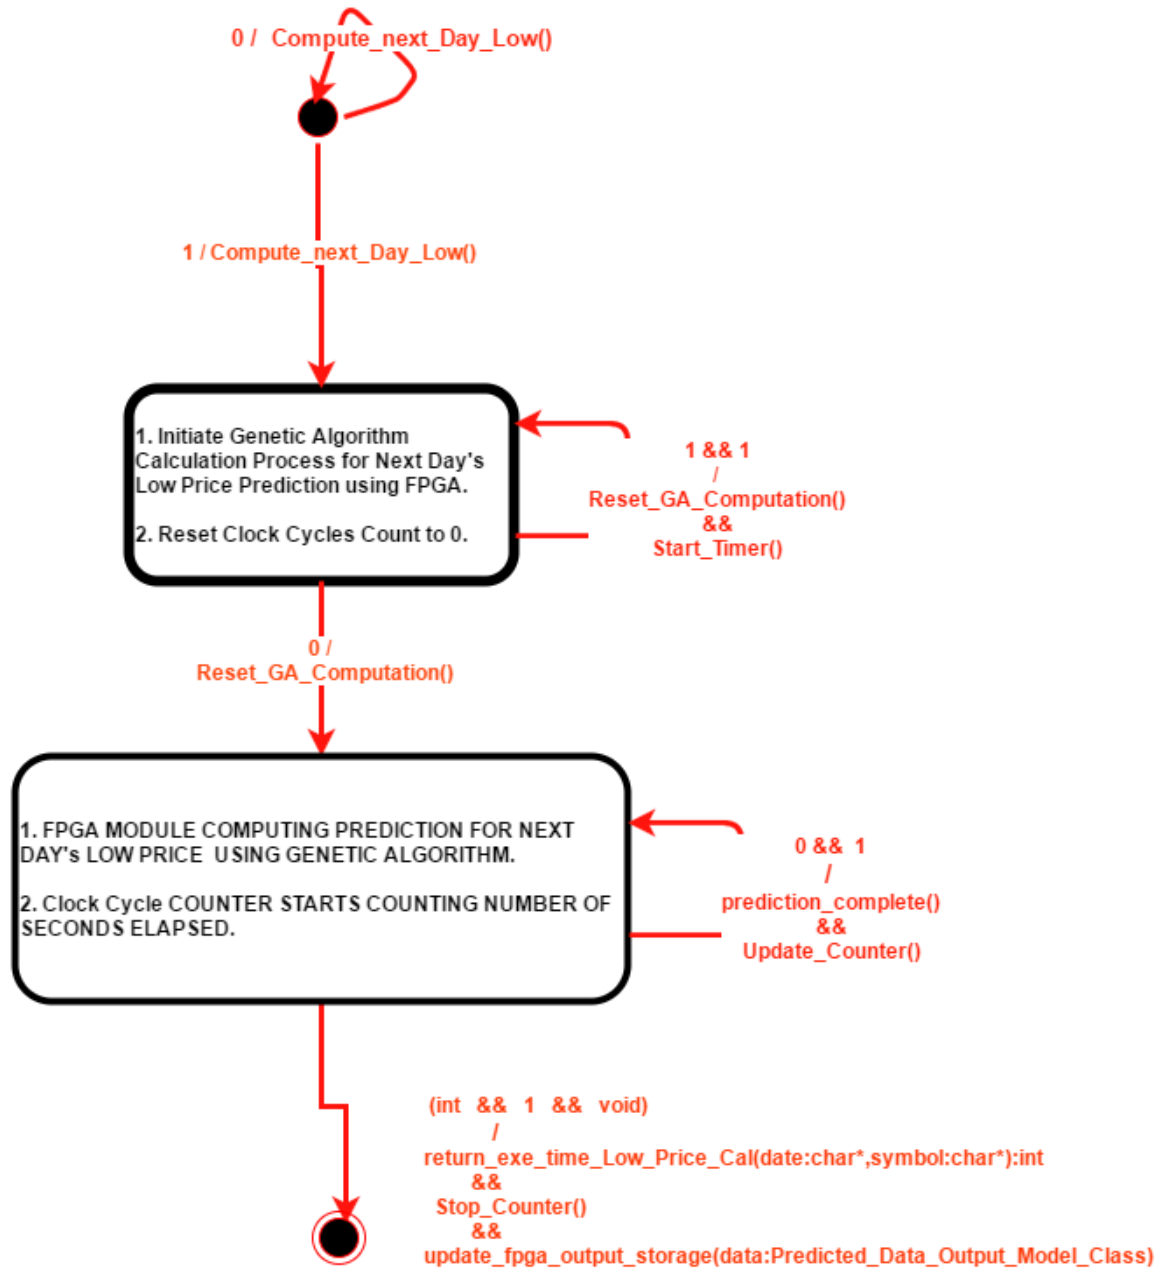 0 / Compute_next_Day_Low()
1 / Compute_next_Day_Low()
1. Initiate Genetic Algorithm
Calculation Process for Next Day's
Low Price Prediction using FPGA.
2. Reset Clock Cycles Count to 0.
1 && 1
/
Reset_GA_Computation()
&&
Start_Timer()
0 /
Reset_GA_Computation()
1. FPGA MODULE COMPUTING PREDICTION FOR NEXT
DAY's LOW PRICE USING GENETIC ALGORITHM.
2. Clock Cycle COUNTER STARTS COUNTING NUMBER OF
SECONDS ELAPSED.
0 && 1
/
prediction_complete()
&&
Update_Counter()
(int && 1 && void)
/
return_exe_time_Low_Price_Cal(date:char*,symbol:char*):int
&&
Stop_Counter()
&&
update_fpga_output_storage(data:Predicted_Data_Output_Model_Class)